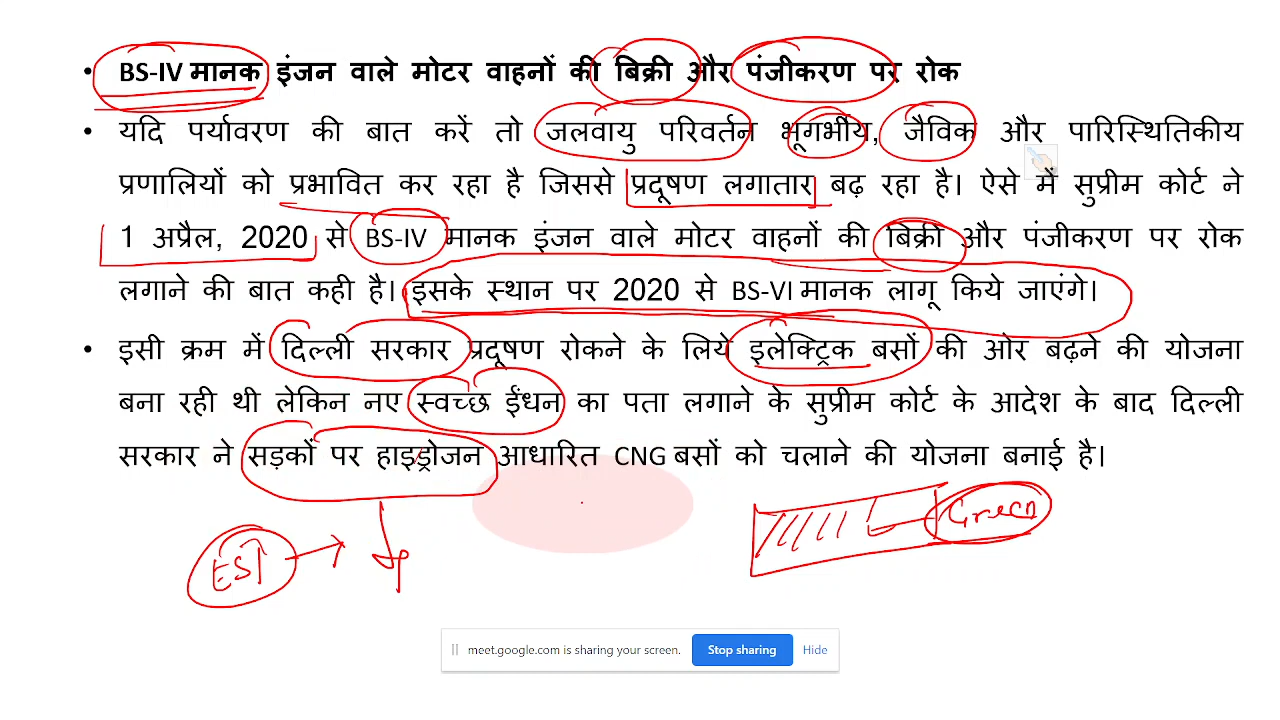 • BS-IV मानक इंजन वाले मोटर वाहनों की बिक्री और पंजीकरण पर रोक
• यदि पर्यावरण की बात करें तो जलवायु परिवर्तन भूगर्भीय, जैविक और पारिस्थितिकीय
प्रणालियों को प्रभावित कर रहा है जिससे प्रदूषण लगातार बढ़ रहा है। ऐसे में सुप्रीम कोर्ट ने
1 अप्रैल, 2020 से BS-IV मानक इंजन वाले मोटर वाहनों की बिक्री और पंजीकरण पर रोक
लगाने की बात कही है। इसके स्थान पर 2020 से BS-VI मानक लागू किये जाएंगे।
• इसी क्रम में दिल्ली सरकार प्रदूषण रोकने के लिये इलेक्ट्रिक बसों की ओर बढ़ने की योजना
बना रही थी लेकिन नए स्वच्छ ईंधन का पता लगाने के सुप्रीम कोर्ट के आदेश के बाद दिल्ली
सरकार ने सड़कों पर हाइड्रोजन आधारित CNG बसों को चलाने की योजना बनाई है।
Green
meet.google.com is sharing your screen. Stop sharing Hide